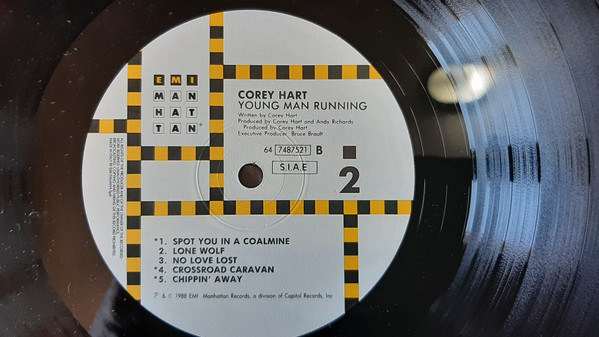 EMI
MAN
HAT
TAN*
COREY HART
YOUNG MAN RUNNING
Written by Corey Hart
Produced by Corey Hart and Andy Richards
*Produced by Corey Hart
Executive Producer: Bruce Brault
64 7487521 B
S.I.A.E
2
*1. SPOT YOU IN A COALMINE
2. LONE WOLF
3. NO LOVE LOST
*4. CROSSROAD CARAVAN
*5. CHIPPIN' AWAY
℗ & © 1988 EMI Manhattan Records, a division of Capitol Records, Inc